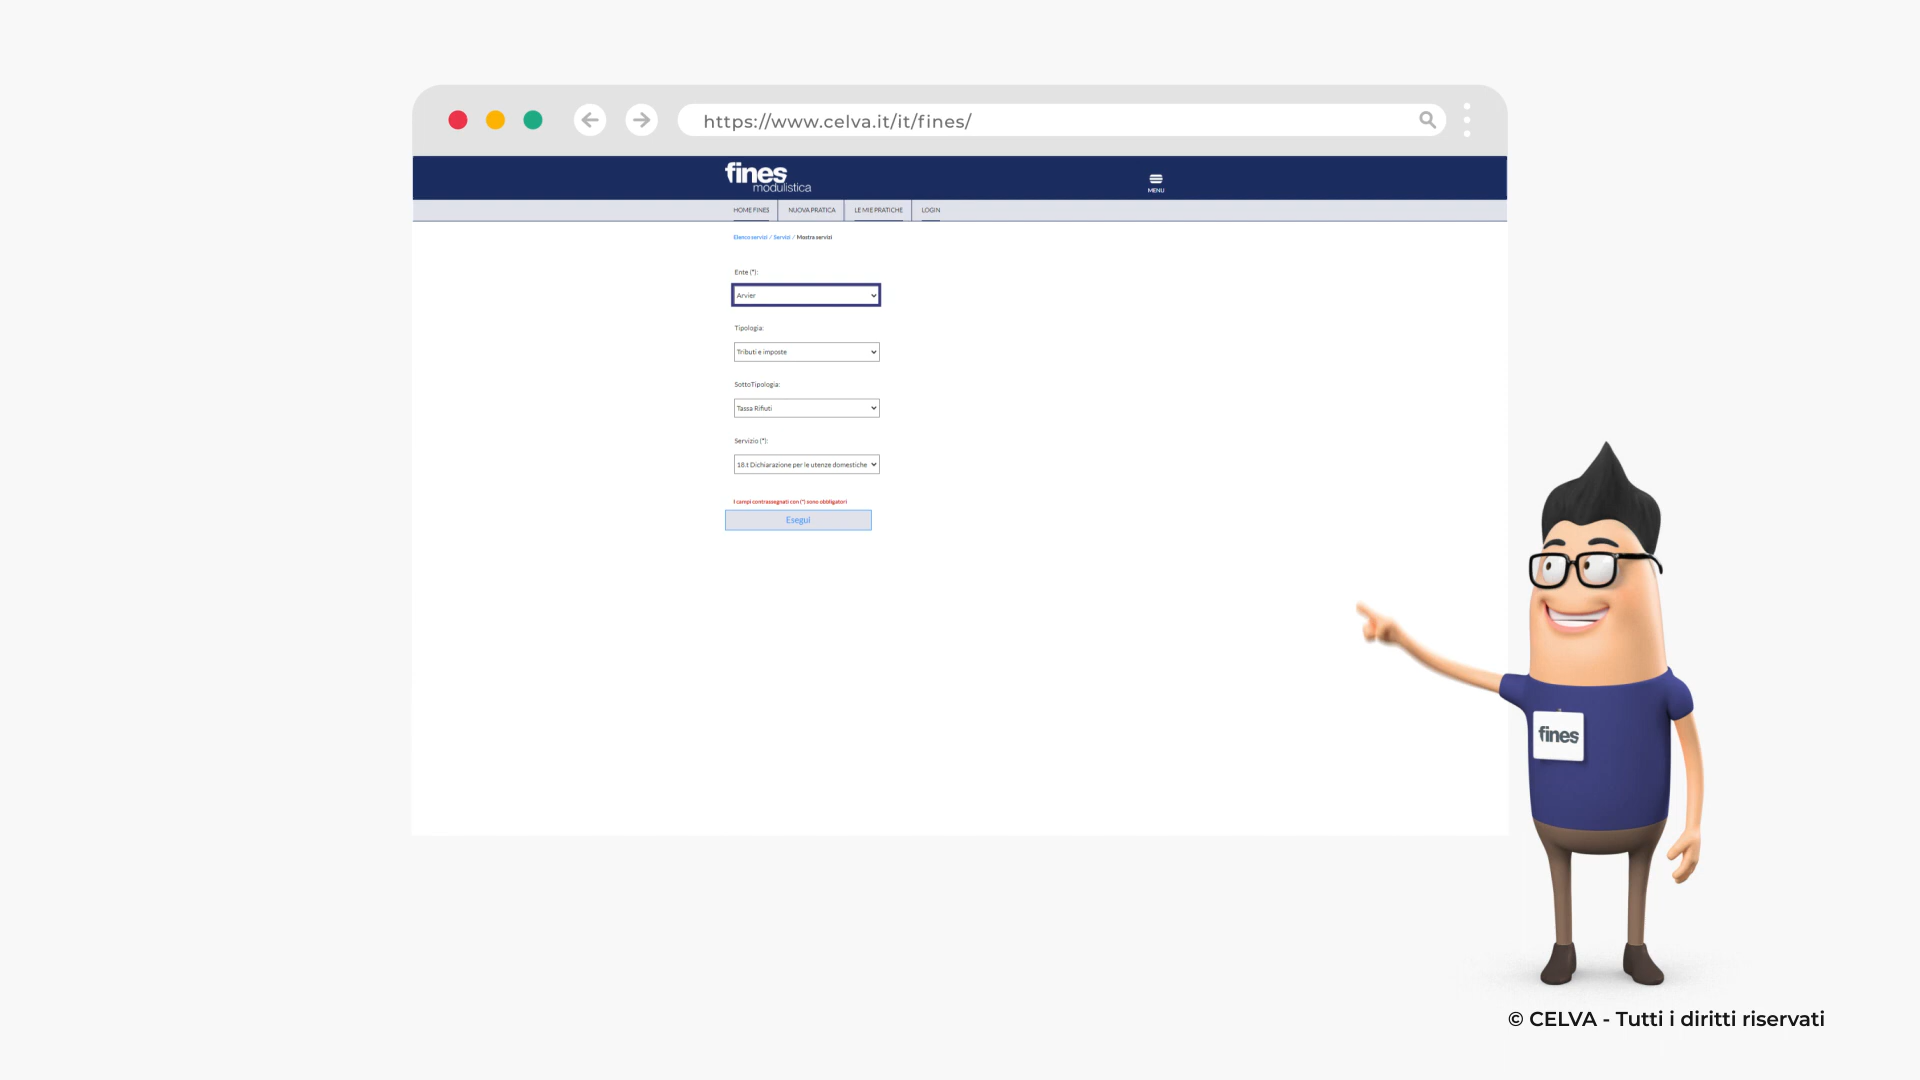 https://www.celva.it/it/fines/
fines
modulistica
MENU
HOME FINES NUOVA PRATICA LE MIE PRATICHE LOGIN
Elenco servizi / Servizi / Mostra servizi
Ente (*):
Arvier
Tipologia:
Tributi e imposte
SottoTipologia:
Tassa Rifiuti
Servizio (*):
18.t Dichiarazione per le utenze domestiche
I campi contrassegnati con (*) sono obbligatori
Esegui
fines
© CELVA - Tutti i diritti riservati